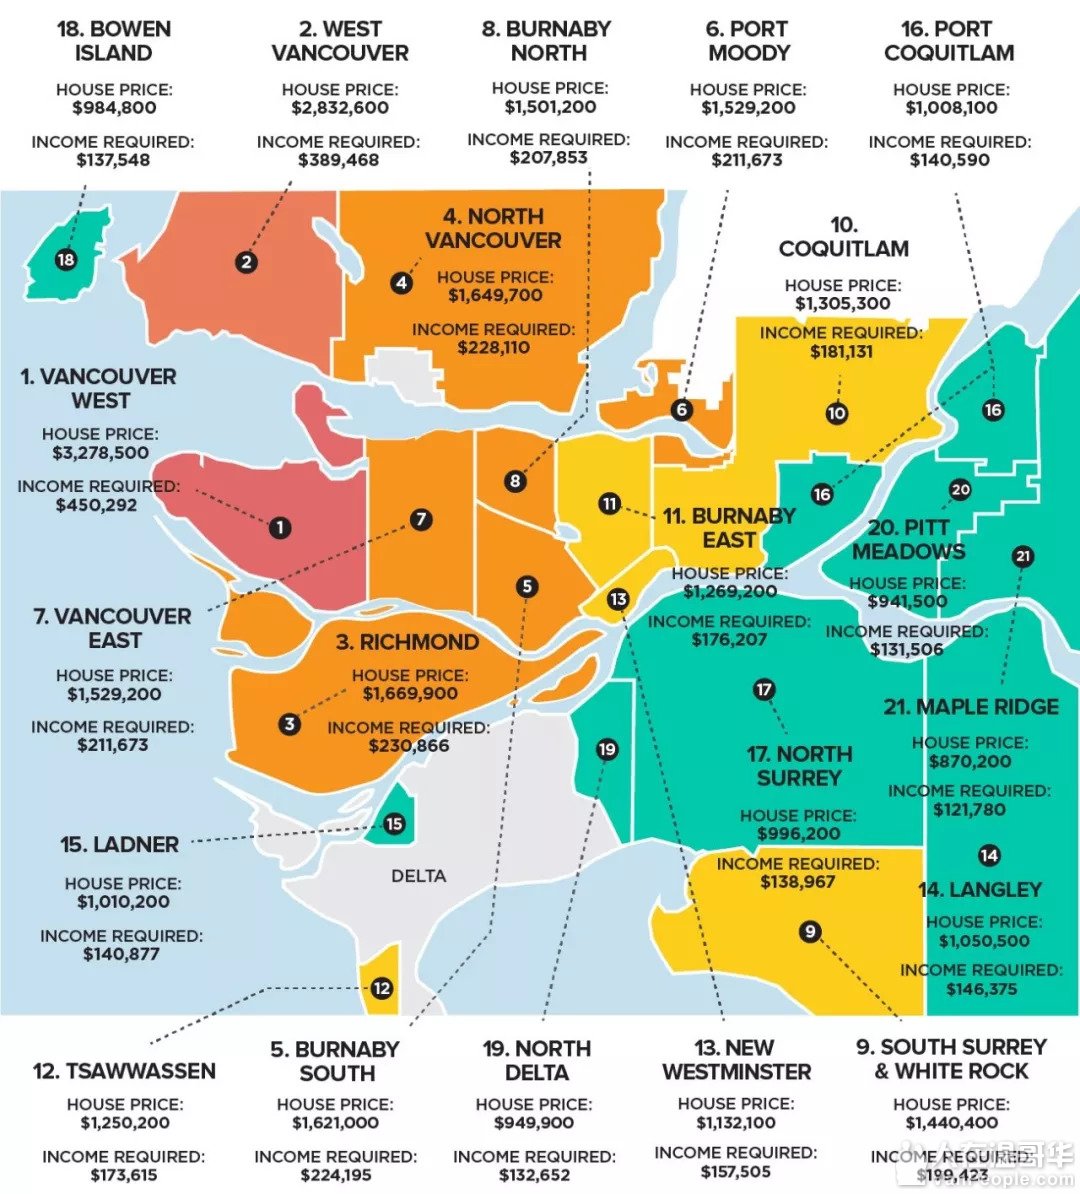 18. BOWEN
ISLAND
HOUSE PRICE:
$984,800
INCOME REQUIRED:
$137,548
2. WEST
VANCOUVER
HOUSE PRICE:
$2,832,600
INCOME REQUIRED:
$389,468
8. BURNABY
NORTH
HOUSE PRICE:
$1,501,200
INCOME REQUIRED:
$207,853
6. PORT
MOODY
HOUSE PRICE:
$1,529,200
INCOME REQUIRED:
$211,673
16. PORT
COQUITLAM
HOUSE PRICE:
$1,008,100
INCOME REQUIRED:
$140,590
18
2
4
4. NORTH
VANCOUVER
HOUSE PRICE:
$1,649,700
INCOME REQUIRED:
$228,110
10.
COQUITLAM
HOUSE PRICE:
$1,305,300
INCOME REQUIRED:
$181,131
10
6
16
1. VANCOUVER
WEST
HOUSE PRICE:
$3,278,500
INCOME REQUIRED:
$450,292
1
7
8
11
16
20
11. BURNABY
EAST
HOUSE PRICE:
$1,269,200
INCOME REQUIRED:
$176,207
20. PITT
MEADOWS
HOUSE PRICE:
$941,500
INCOME REQUIRED:
$131,506
21
5
13
7. VANCOUVER
EAST
HOUSE PRICE:
$1,529,200
INCOME REQUIRED:
$211,673
3. RICHMOND
HOUSE PRICE:
$1,669,900
INCOME REQUIRED:
$230,866
3
17
19
17. NORTH
SURREY
HOUSE PRICE:
$996,200
INCOME REQUIRED:
$138,967
21. MAPLE RIDGE
HOUSE PRICE:
$870,200
INCOME REQUIRED:
$121,780
15. LADNER
HOUSE PRICE:
$1,010,200
INCOME REQUIRED:
$140,877
15
DELTA
14
14. LANGLEY
HOUSE PRICE:
$1,050,500
INCOME REQUIRED:
$146,375
9
12
12. TSAWWASSEN
HOUSE PRICE:
$1,250,200
INCOME REQUIRED:
$173,615
5. BURNABY
SOUTH
HOUSE PRICE:
$1,621,000
INCOME REQUIRED:
$224,195
19. NORTH
DELTA
HOUSE PRICE:
$949,900
INCOME REQUIRED:
$132,652
13. NEW
WESTMINSTER
HOUSE PRICE:
$1,132,100
INCOME REQUIRED:
$157,505
9. SOUTH SURREY
& WHITE ROCK
HOUSE PRICE:
$1,440,400
INCOME REQUIRED:
$199,423
人在温哥华
VanPeople.com